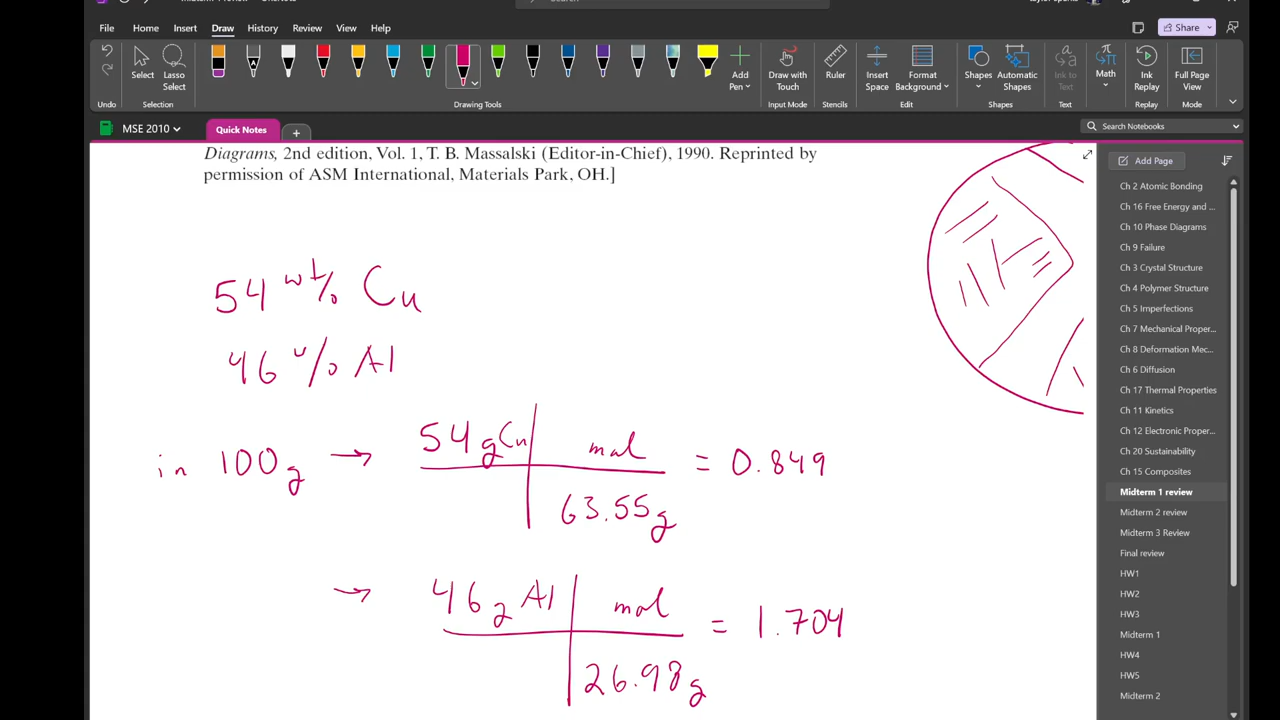 File Home Insert Draw History Review View Help Share
Select
Lasso Select
Add Pen
Draw with Touch
Ruler
Insert Space
Format Background
Shapes
Automatic Shapes
Ink to Text
Math
Ink Replay
Full Page View
Undo Selection Drawing Tools Input Mode Stencils Edit Shapes Text Math Replay Mode
MSE 2010 Quick Notes + Search Notebooks
Add Page
Diagrams, 2nd edition, Vol. 1, T. B. Massalski (Editor-in-Chief), 1990. Reprinted by
permission of ASM International, Materials Park, OH.]
54 wt% Cu
46 w/% Al
in 100g → 54 g Cu | mol = 0.849
63.55g
→ 46g Al | mol = 1.704
26.98g
Ch 2 Atomic Bonding
Ch 16 Free Energy and ...
Ch 10 Phase Diagrams
Ch 9 Failure
Ch 3 Crystal Structure
Ch 4 Polymer Structure
Ch 5 Imperfections
Ch 7 Mechanical Proper...
Ch 8 Deformation Mec...
Ch 6 Diffusion
Ch 17 Thermal Properties
Ch 11 Kinetics
Ch 12 Electronic Proper...
Ch 20 Sustainability
Ch 15 Composites
Midterm 1 review
Midterm 2 review
Midterm 3 Review
Final review
HW1
HW2
HW3
Midterm 1
HW4
HW5
Midterm 2